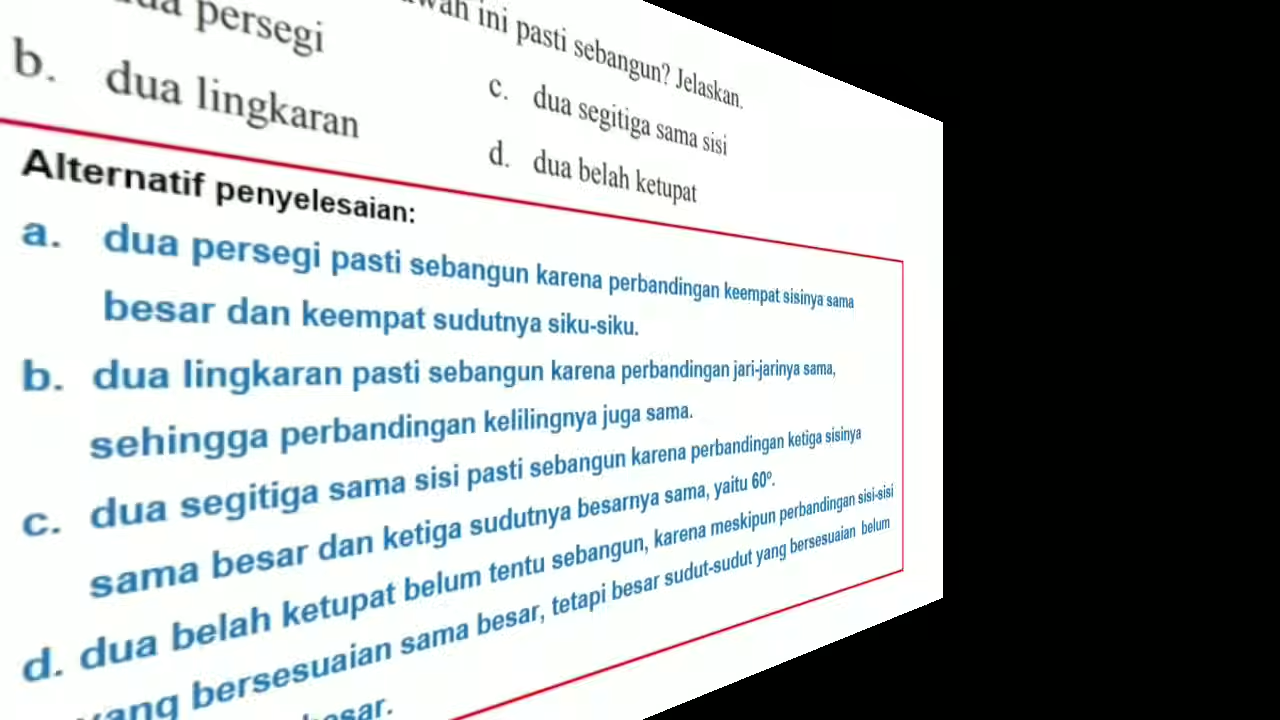 ini pasti sebangun? Jelaskan.
persegi
b. dua lingkaran
c. dua segitiga sama sisi
d. dua belah ketupat
Alternatif penyelesaian:
a. dua persegi pasti sebangun karena perbandingan keempat sisinya sama
besar dan keempat sudutnya siku-siku.
b. dua lingkaran pasti sebangun karena perbandingan jari-jarinya sama,
sehingga perbandingan kelilingnya juga sama.
c. dua segitiga sama sisi pasti sebangun karena perbandingan ketiga sisinya
sama besar dan ketiga sudutnya besarnya sama, yaitu 60º.
d. dua belah ketupat belum tentu sebangun, karena meskipun perbandingan sisi-sisi
yang bersesuaian sama besar, tetapi besar sudut-sudut yang bersesuaian belum